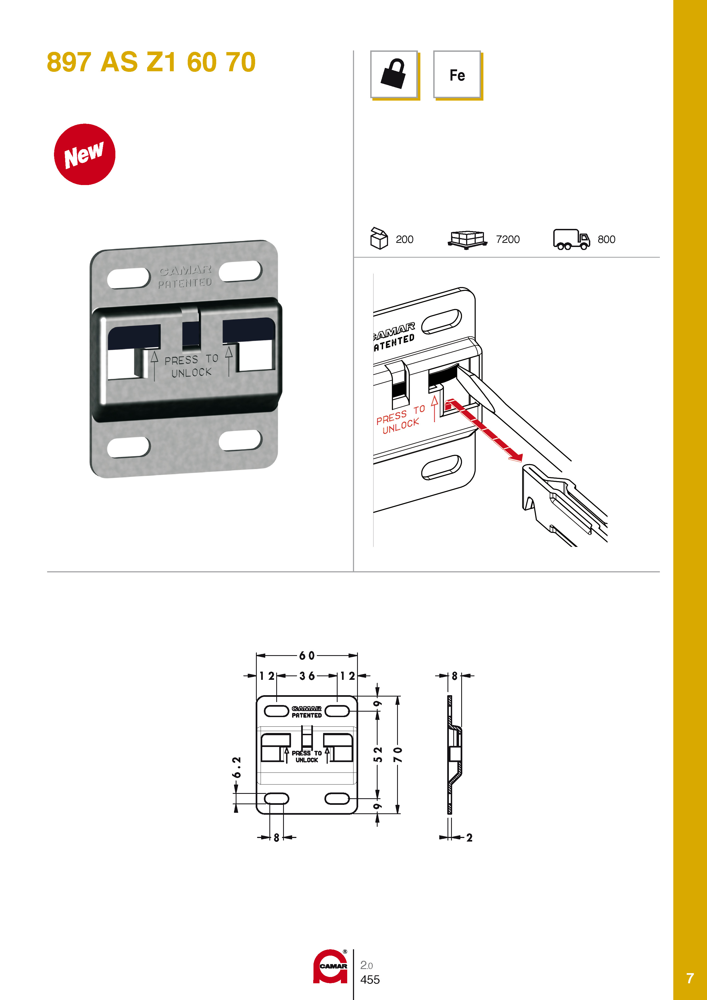 897 AS Z1 60 70
Fe
New
200
7200
800
CAMAR
PATENTED
PRESS TO
UNLOCK
CAMAR
ATENTED
PRESS TO
UNLOCK
60
12
36
12
8
9
CAMAR
PATENTED
52
70
PRESS TO
UNLOCK
6.2
9
8
2
®
CAMAR
2.0
455
7